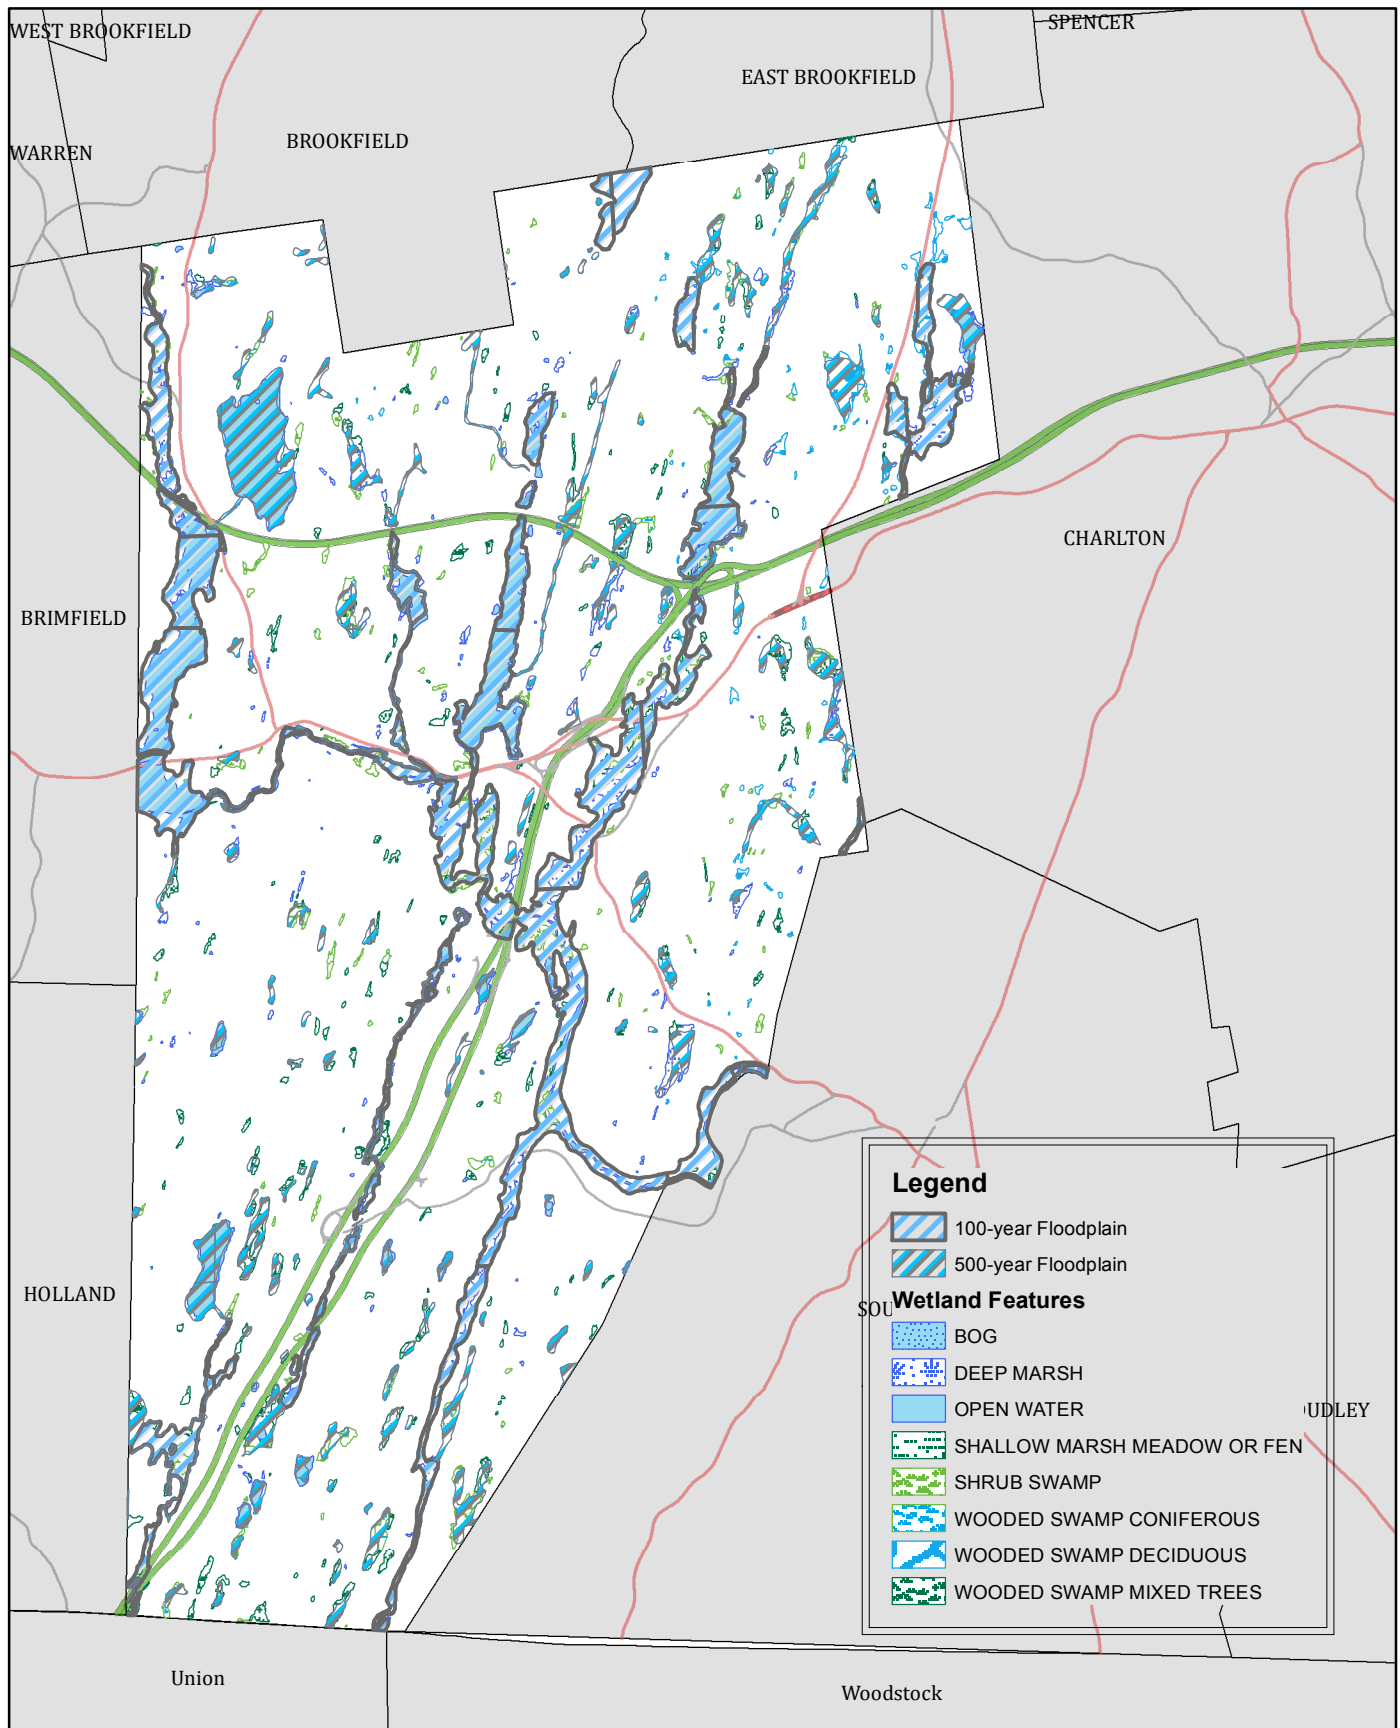 WEST BROOKFIELD
SPENCER
EAST BROOKFIELD
BROOKFIELD
WARREN
CHARLTON
BRIMFIELD
HOLLAND
SOU
UDLEY
Legend
100-year Floodplain
500-year Floodplain
Wetland Features
BOG
DEEP MARSH
OPEN WATER
SHALLOW MARSH MEADOW OR FEN
SHRUB SWAMP
WOODED SWAMP CONIFEROUS
WOODED SWAMP DECIDUOUS
WOODED SWAMP MIXED TREES
Union
Woodstock